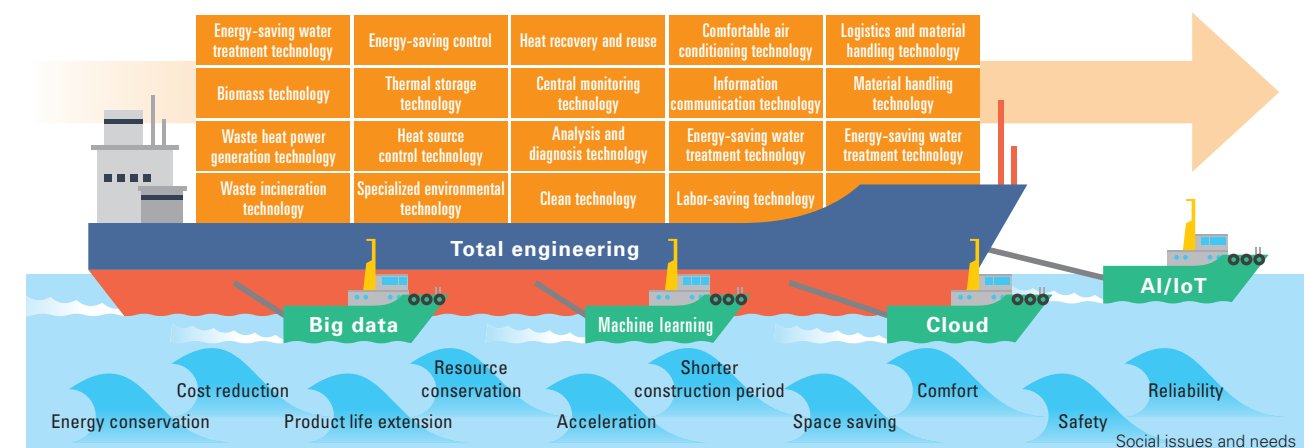 Energy-saving water
treatment technology
Energy-saving control
Heat recovery and reuse
Comfortable air
conditioning technology
Logistics and material
handling technology
Biomass technology
Thermal storage
technology
Central monitoring
technology
Information
communication technology
Material handling
technology
Waste heat power
generation technology
Heat source
control technology
Analysis and
diagnosis technology
Energy-saving water
treatment technology
Energy-saving water
treatment technology
Waste incineration
technology
Specialized environmental
technology
Clean technology
Labor-saving technology
Total engineering
AI/IoT
Big data
Machine learning
Cloud
Energy conservation
Cost reduction
Product life extension
Resource
conservation
Acceleration
Shorter
construction period
Space saving
Comfort
Safety
Reliability
Social issues and needs